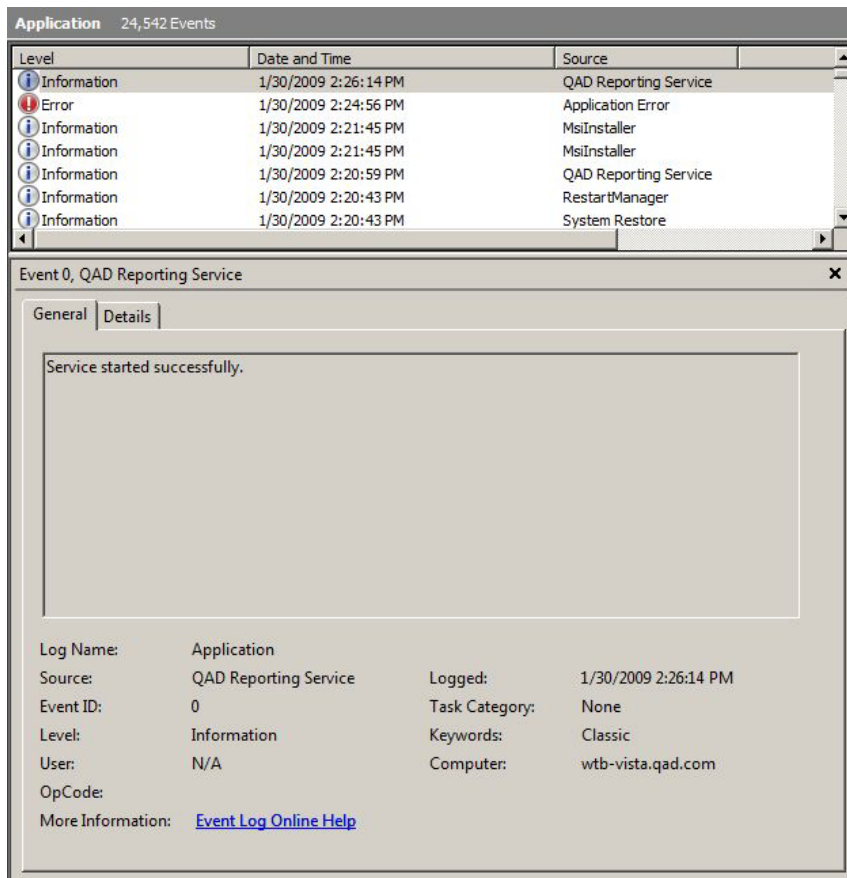 Application 24,542 Events
Level Date and Time Source
Information 1/30/2009 2:26:14 PM QAD Reporting Service
Error 1/30/2009 2:24:56 PM Application Error
Information 1/30/2009 2:21:45 PM MsiInstaller
Information 1/30/2009 2:21:45 PM MsiInstaller
Information 1/30/2009 2:20:59 PM QAD Reporting Service
Information 1/30/2009 2:20:43 PM RestartManager
Information 1/30/2009 2:20:43 PM System Restore
Event 0, QAD Reporting Service
General Details
Service started successfully.
Log Name: Application
Source: QAD Reporting Service Logged: 1/30/2009 2:26:14 PM
Event ID: 0 Task Category: None
Level: Information Keywords: Classic
User: N/A Computer: wtb-vista.qad.com
OpCode:
More Information: Event Log Online Help